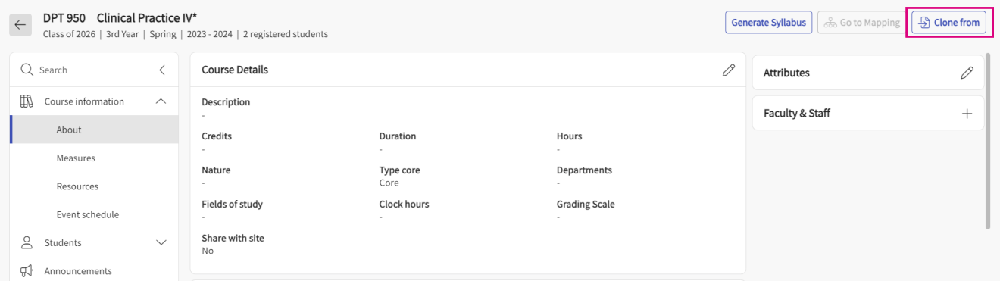 DPT 950 Clinical Practice IV*
Class of 2026 | 3rd Year | Spring | 2023 - 2024 | 2 registered students
Generate Syllabus
Go to Mapping
Clone from
Search
Course information
About
Measures
Resources
Event schedule
Students
Announcements
Course Details
Description
-
Credits Duration Hours
- - -
Nature Type core Departments
- Core -
Fields of study Clock hours Grading Scale
- - -
Share with site
No
Attributes
Faculty & Staff